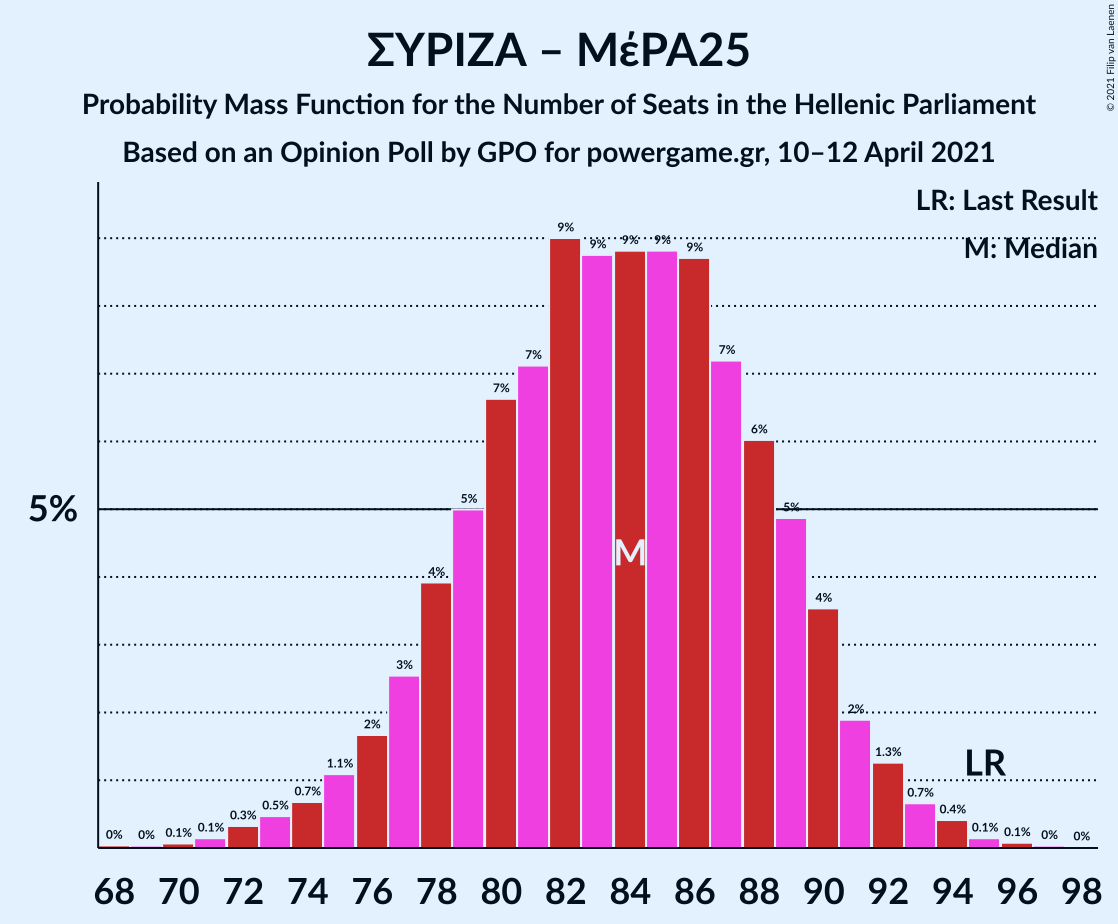 ΣΥΡΙΖΑ – ΜέΡΑ25
Probability Mass Function for the Number of Seats in the Hellenic Parliament
Based on an Opinion Poll by GPO for powergame.gr, 10–12 April 2021
© 2021 Filip van Laenen
LR: Last Result
M: Median
5%
0% 0% 0.1% 0.1% 0.3% 0.5% 0.7% 1.1% 2% 3% 4% 5% 7% 7% 9% 9% 9% 9% 9% 7% 6% 5% 4% 2% 1.3% 0.7% 0.4% 0.1% 0.1% 0% 0%
M
LR
68 70 72 74 76 78 80 82 84 86 88 90 92 94 96 98